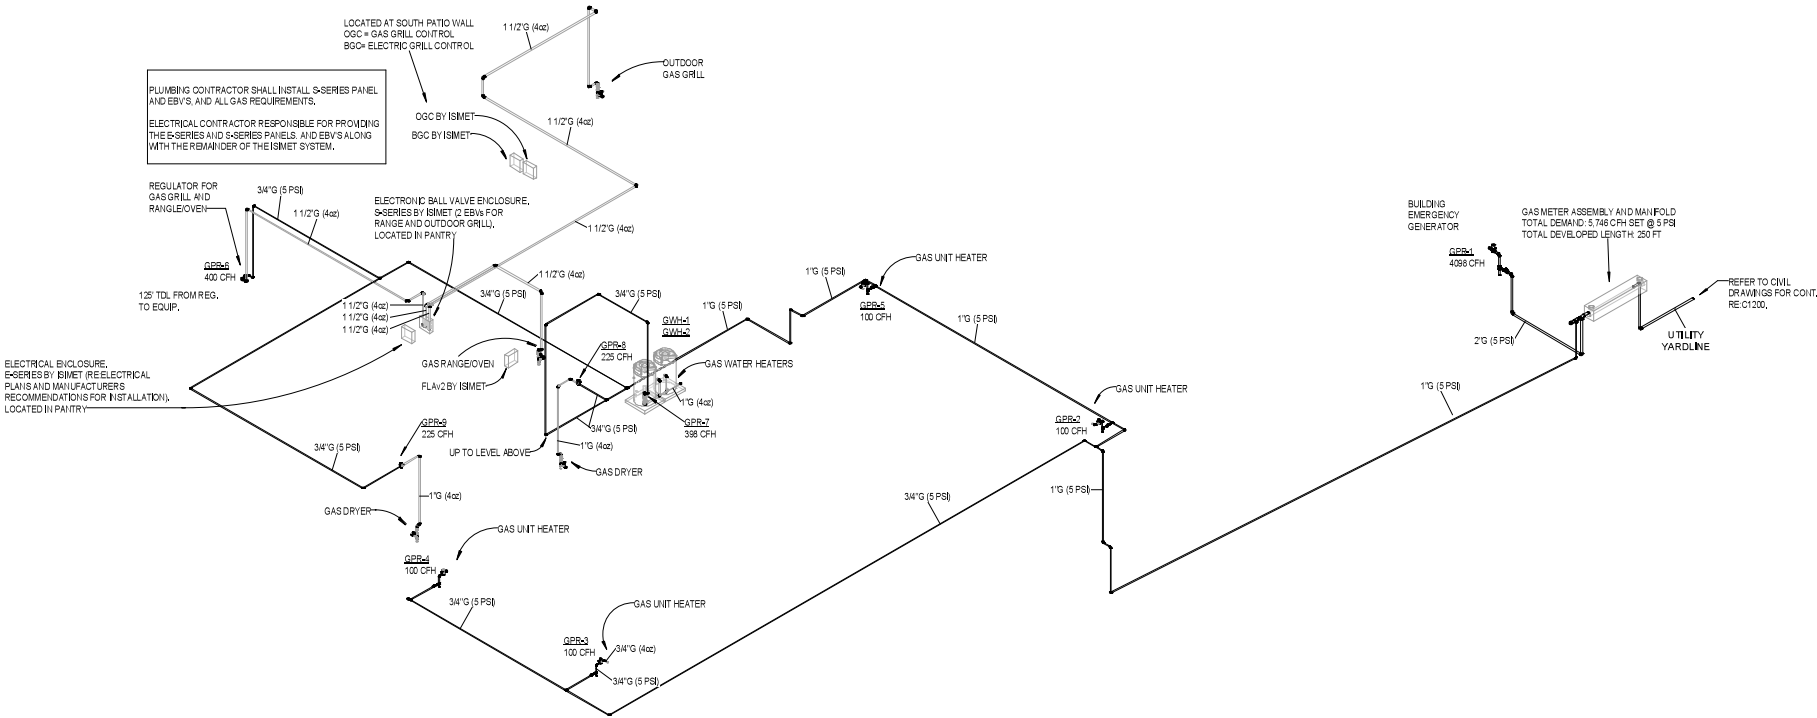 LOCATED AT SOUTH PATIO WALL
OGC = GAS GRILL CONTROL
BGC= ELECTRIC GRILL CONTROL
1 1/2"G (4oz)
OUTDOOR
GAS GRILL
PLUMBING CONTRACTOR SHALL INSTALL S-SERIES PANEL
AND EBV'S, AND ALL GAS REQUIREMENTS.
ELECTRICAL CONTRACTOR RESPONSIBLE FOR PROVIDING
THE E-SERIES AND S-SERIES PANELS. AND EBV'S ALONG
WITH THE REMAINDER OF THE ISIMET SYSTEM.
OGC BY ISIMET
BGC BY ISIMET
1 1/2"G (4oz)
REGULATOR FOR
GAS GRILL AND
RANGLE/OVEN
3/4"G (5 PSI)
1 1/2"G (4oz)
ELECTRONIC BALL VALVE ENCLOSURE.
S-SERIES BY ISIMET (2 EBVs FOR
RANGE AND OUTDOOR GRILL).
LOCATED IN PANTRY
1 1/2"G (4oz)
GPR-6
400 CFH
125' TDL FROM REG.
TO EQUIP.
1 1/2"G (4oz)
1 1/2"G (4oz)
1 1/2"G (4oz)
1 1/2"G (4oz)
3/4"G (5 PSI)
3/4"G (5 PSI)
GWH-1
GWH-2
1"G (5 PSI)
1"G (5 PSI)
GAS UNIT HEATER
GPR-5
100 CFH
1"G (5 PSI)
BUILDING
EMERGENCY
GENERATOR
GPR-1
4098 CFH
GAS METER ASSEMBLY AND MANIFOLD
TOTAL DEMAND: 5,746 CFH SET @ 5 PSI
TOTAL DEVELOPED LENGTH: 250 FT
REFER TO CIVIL
DRAWINGS FOR CONT.
RE:C1200.
UTILITY
YARDLINE
2"G (5 PSI)
1"G (5 PSI)
ELECTRICAL ENCLOSURE.
E-SERIES BY ISIMET (RE:ELECTRICAL
PLANS AND MANUFACTURERS
RECOMMENDATIONS FOR INSTALLATION).
LOCATED IN PANTRY
GAS RANGE/OVEN
FLAv2 BY ISIMET
GPR-8
225 CFH
GAS WATER HEATERS
1"G (4oz)
GPR-7
398 CFH
3/4"G (5 PSI)
1"G (4oz)
UP TO LEVEL ABOVE
GAS DRYER
GAS UNIT HEATER
GPR-2
100 CFH
1"G (5 PSI)
GPR-9
225 CFH
3/4"G (5 PSI)
1"G (4oz)
GAS DRYER
3/4"G (5 PSI)
GPR-4
100 CFH
GAS UNIT HEATER
3/4"G (5 PSI)
GAS UNIT HEATER
GPR-3
100 CFH
3/4"G (4oz)
3/4"G (5 PSI)